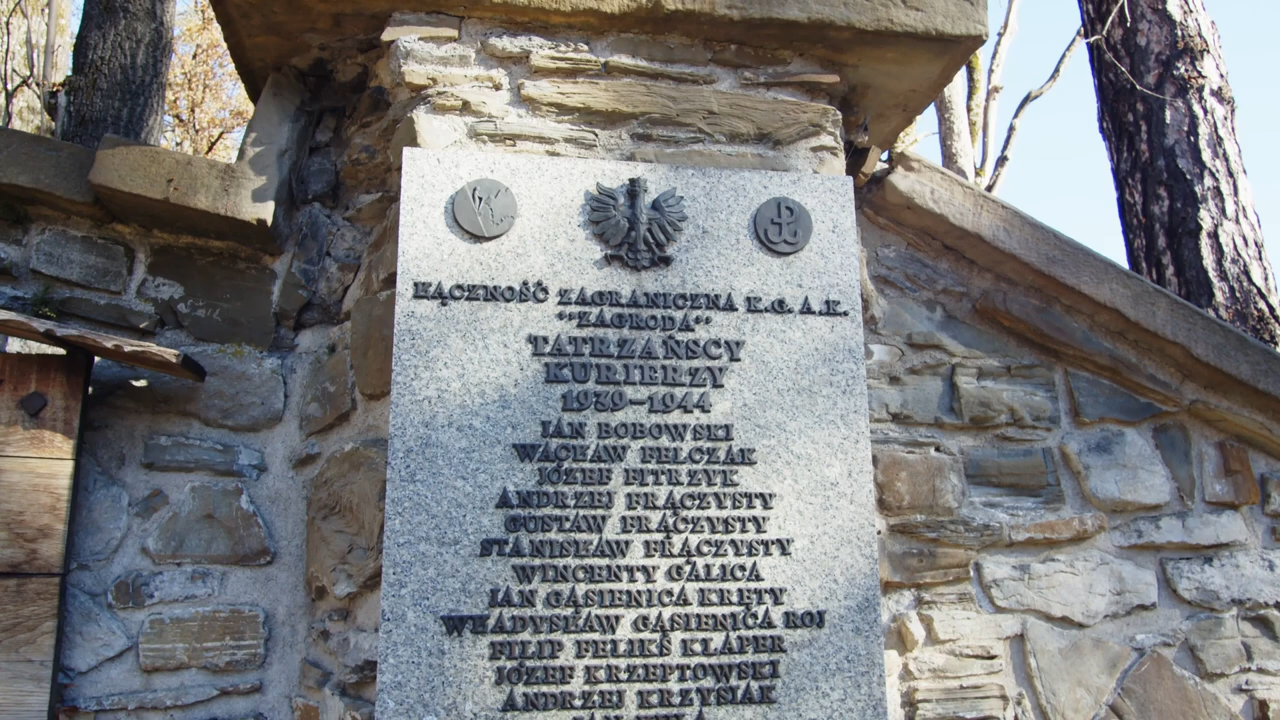 ŁĄCZNOŚĆ ZAGRANICZNA K.G.A.K.
"ZAGRODA"
TATRZAŃSCY
KURIERZY
1939–1944
JAN BOBOWSKI
WACŁAW FELCZAK
JÓZEF FITRZYK
ANDRZEJ FRĄCZYSTY
GUSTAW FRĄCZYSTY
STANISŁAW FRĄCZYSTY
WINCENTY GALICA
JAN GĄSIENICA KRĘTY
WŁADYSŁAW GĄSIENICA ROJ
FILIP FELIKS KLAPER
JÓZEF KRZEPTOWSKI
ANDRZEJ KRZYSIAK